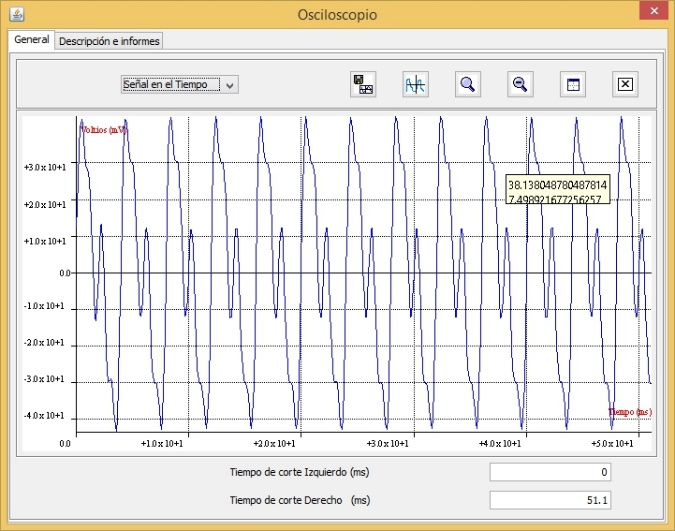 Osciloscopio
General
Descripción e informes
Señal en el Tiempo
Voltios (mV)
+3.0 x 10+1
+2.0 x 10+1
+1.0 x 10+1
0.0
-1.0 x 10+1
-2.0 x 10+1
-3.0 x 10+1
-4.0 x 10+1
38.138048780487814
7.498921677256257
Tiempo (ms)
0.0
+1.0 x 10+1
+2.0 x 10+1
+3.0 x 10+1
+4.0 x 10+1
+5.0 x 10+1
Tiempo de corte Izquierdo (ms)
0
Tiempo de corte Derecho (ms)
51.1